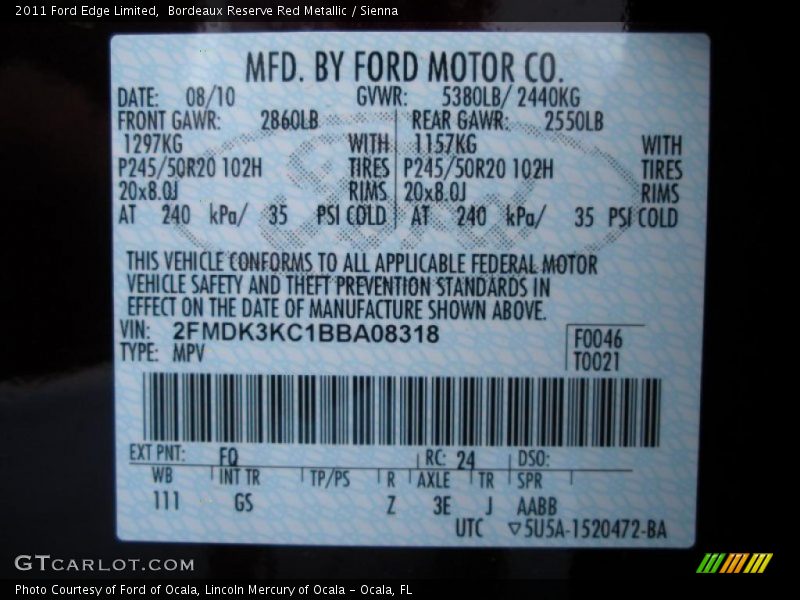 2011 Ford Edge Limited,  Bordeaux Reserve Red Metallic / Sienna
MFD. BY FORD MOTOR CO.
DATE: 08/10 GVWR: 5380LB/ 2440KG
FRONT GAWR: 2860LB REAR GAWR: 2550LB
1297KG WITH 1157KG WITH
P245/50R20 102H TIRES P245/50R20 102H TIRES
20x8.0J RIMS 20x8.0J RIMS
AT 240 kPa/ 35 PSI COLD AT 240 kPa/ 35 PSI COLD
THIS VEHICLE CONFORMS TO ALL APPLICABLE FEDERAL MOTOR
VEHICLE SAFETY AND THEFT PREVENTION STANDARDS IN
EFFECT ON THE DATE OF MANUFACTURE SHOWN ABOVE.
VIN: 2FMDK3KC1BBA08318 F0046
TYPE: MPV T0021
EXT PNT: FQ RC: 24 DSO:
WB INT TR TP/PS R AXLE TR SPR
111 GS Z 3E J AABB
UTC ▽5U5A-1520472-BA
GTCARLOT.COM
Photo Courtesy of Ford of Ocala, Lincoln Mercury of Ocala – Ocala, FL